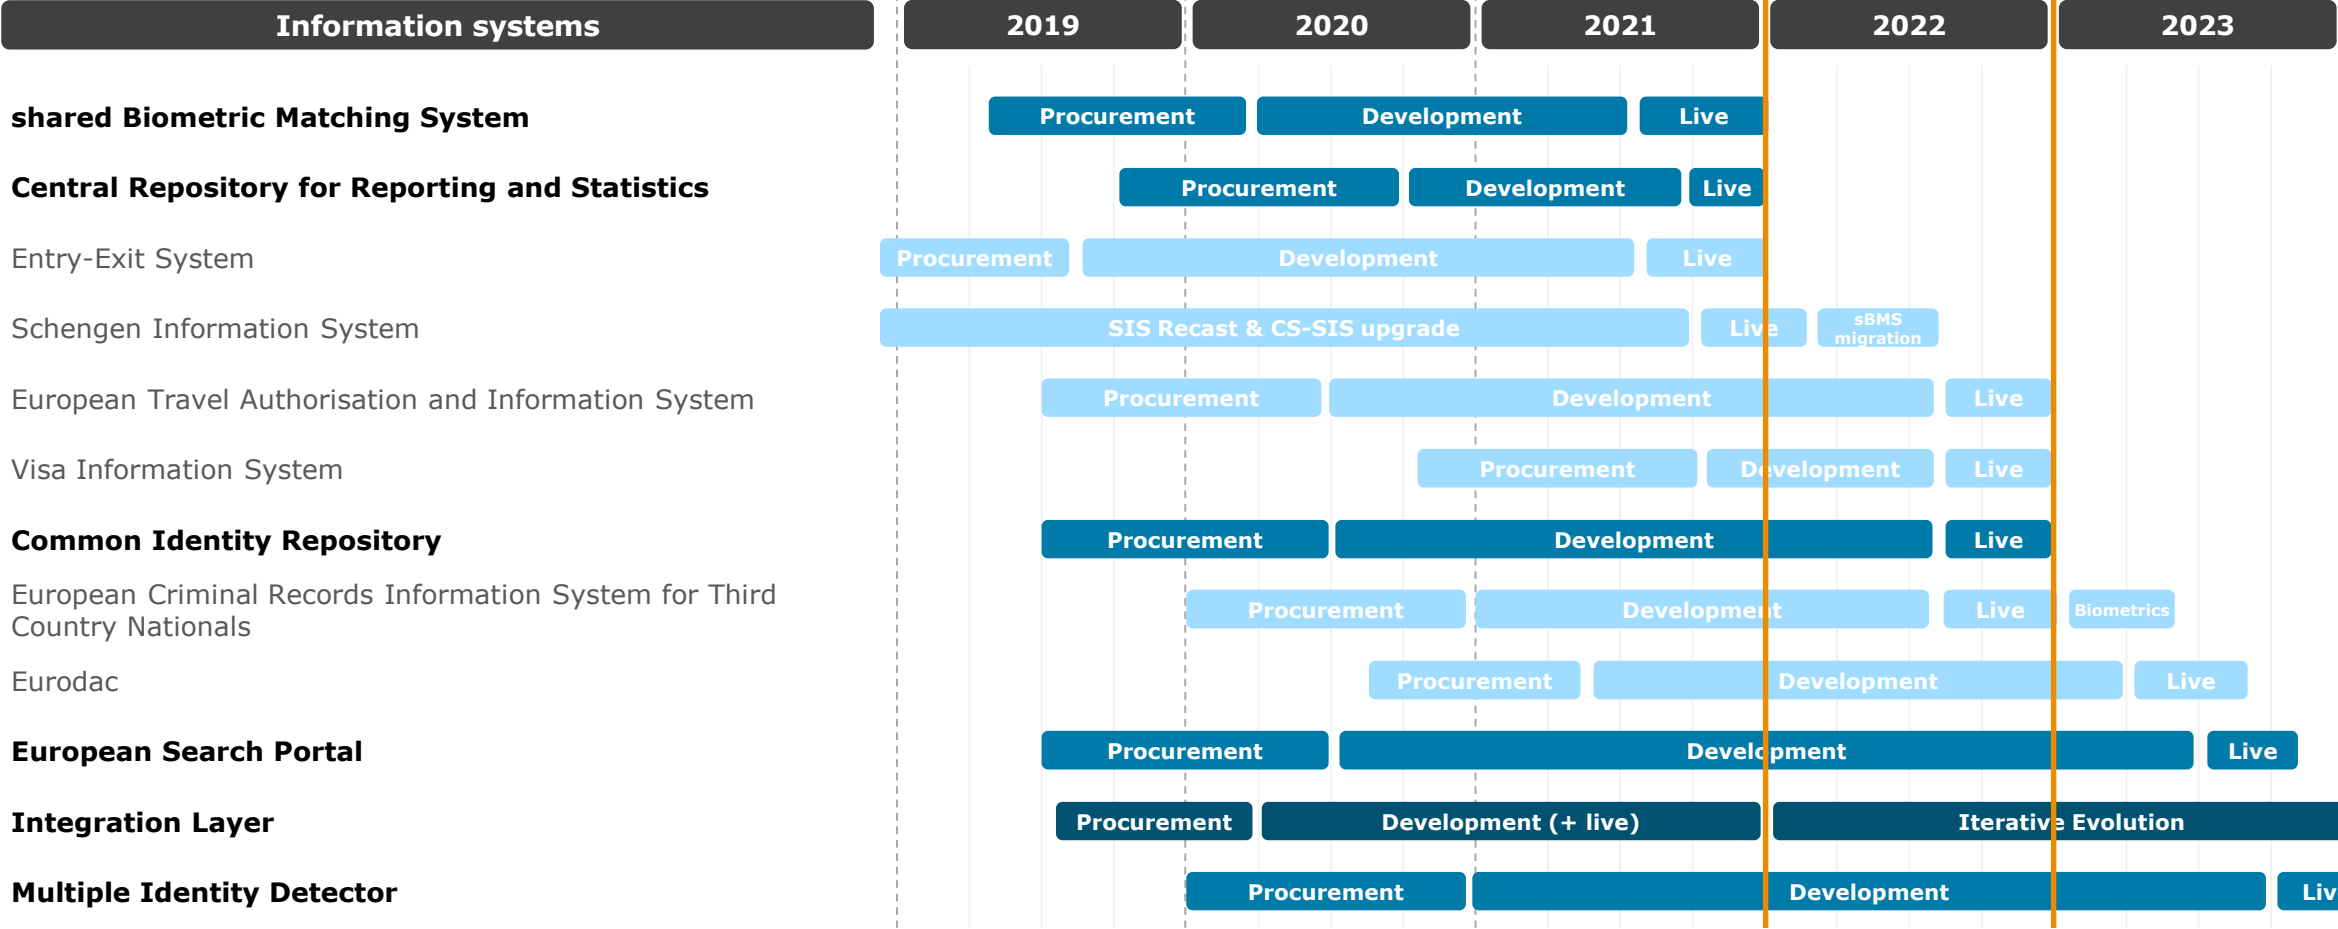 Information systems 2019 2020 2021 2022 2023
shared Biometric Matching System Procurement Development Live
Central Repository for Reporting and Statistics Procurement Development Live
Entry-Exit System Procurement Development Live
Schengen Information System SIS Recast & CS-SIS upgrade Live sBMS
migration
European Travel Authorisation and Information System Procurement Development Live
Visa Information System Procurement Development Live
Common Identity Repository Procurement Development Live
European Criminal Records Information System for Third
Country Nationals Procurement Development Live Biometrics
Eurodac Procurement Development Live
European Search Portal Procurement Development Live
Integration Layer Procurement Development (+ live) Iterative Evolution
Multiple Identity Detector Procurement Development Liv